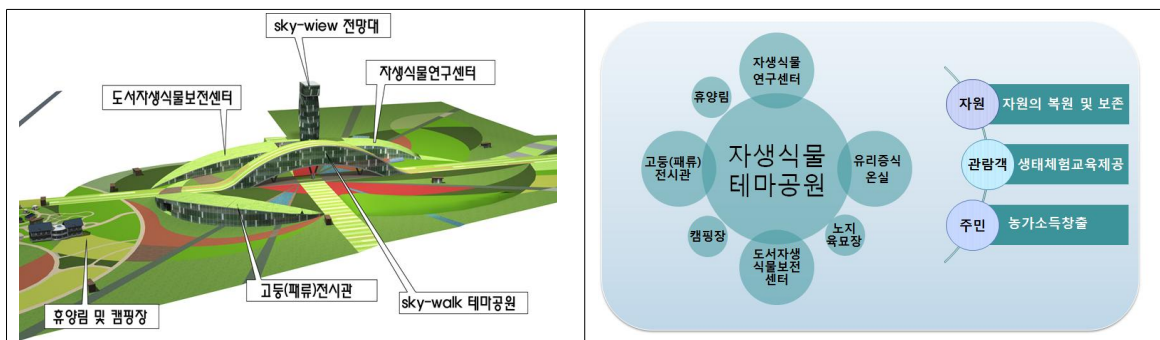 sky-wiew 전망대
자생식물연구센터
도서자생식물보전센터
고둥(패류)전시관
sky-walk 테마공원
휴양림 및 캠핑장
자생식물
연구센터
휴양림
고둥(패류)
전시관
자생식물
테마공원
유리증식
온실
캠핑장
노지
육묘장
도서자생
식물보전
센터
자원
자원의 복원 및 보존
관람객
생태체험교육제공
주민
농가소득창출